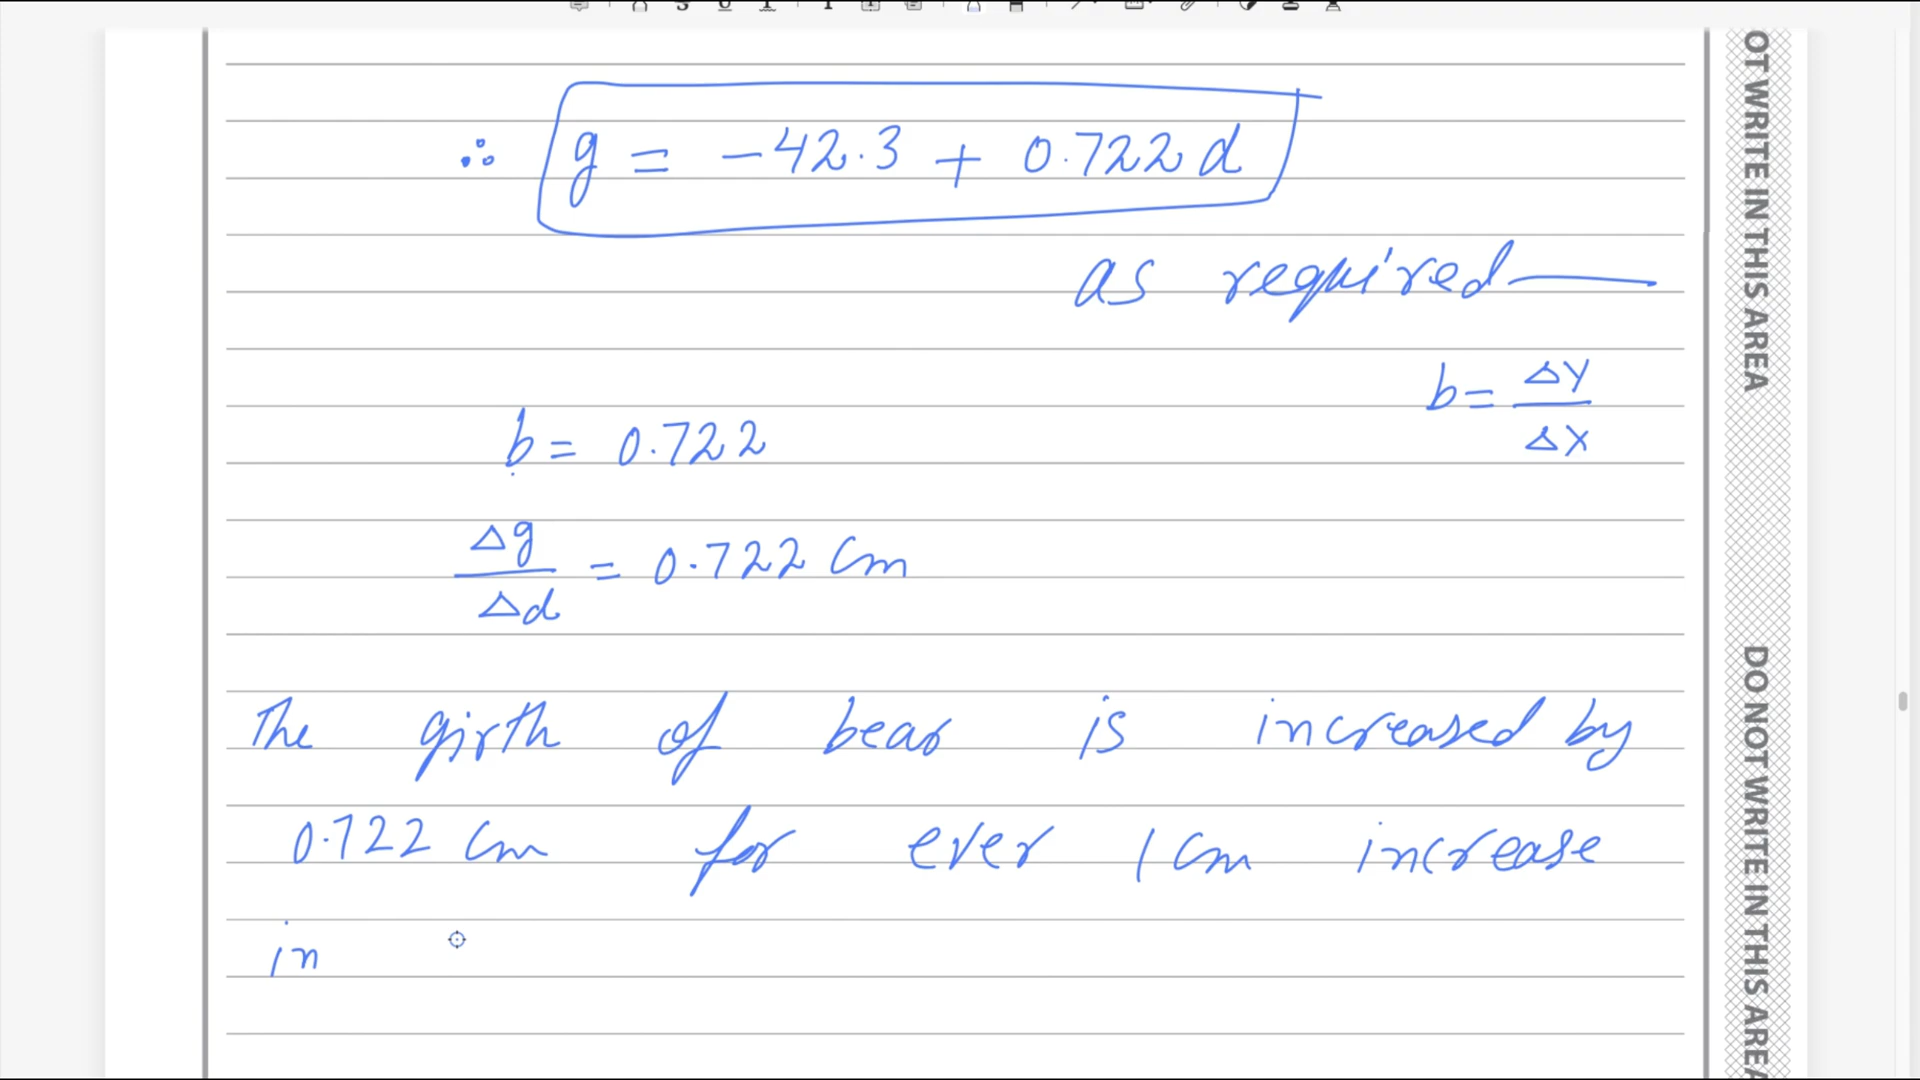 ∴ g = -42.3 + 0.722 d
as required
b = ΔY / ΔX
b = 0.722
Δg / Δd = 0.722 cm
The girth of bear is increased by
0.722 cm for ever 1 cm increase
in
OT WRITE IN THIS AREA
DO NOT WRITE IN THIS AREA